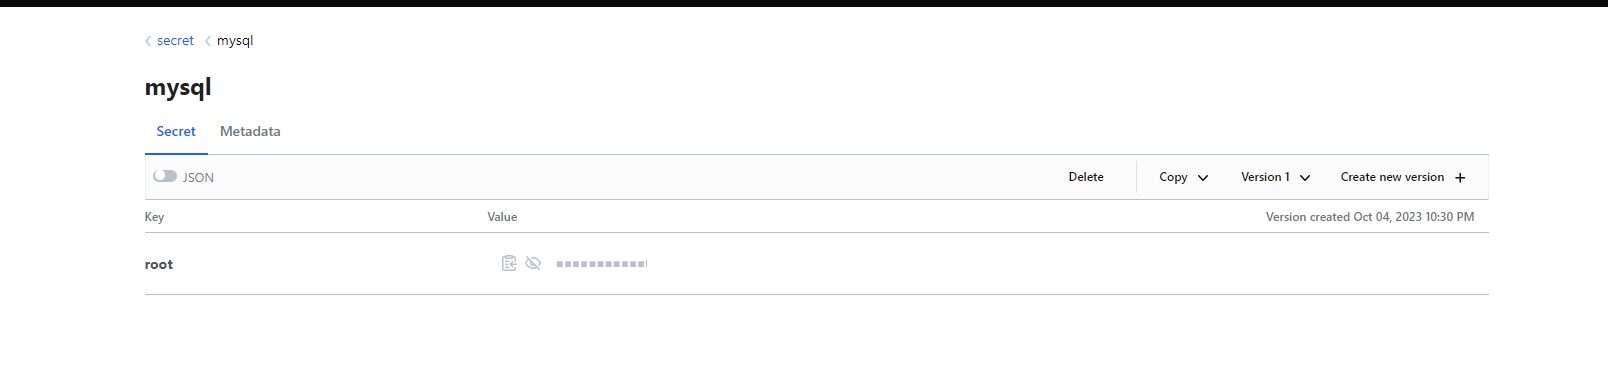 secret mysql
mysql
Secret Metadata
JSON Delete Copy Version 1 Create new version +
Key Value Version created Oct 04, 2023 10:30 PM
root